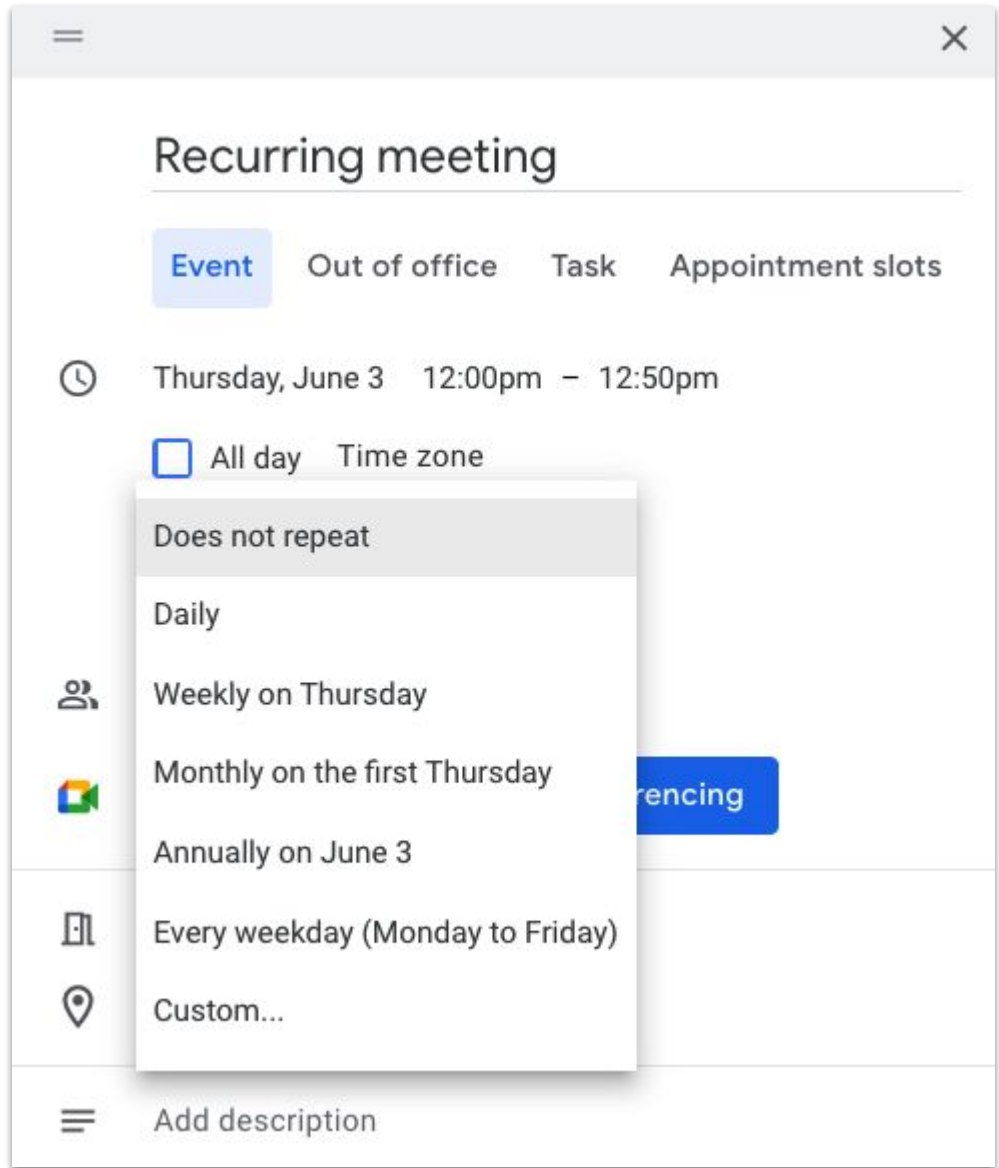 Recurring meeting
Event Out of office Task Appointment slots
Thursday, June 3 12:00pm – 12:50pm
All day Time zone
Does not repeat
Daily
Weekly on Thursday
Monthly on the first Thursday
rencing
Annually on June 3
Every weekday (Monday to Friday)
Custom...
Add description